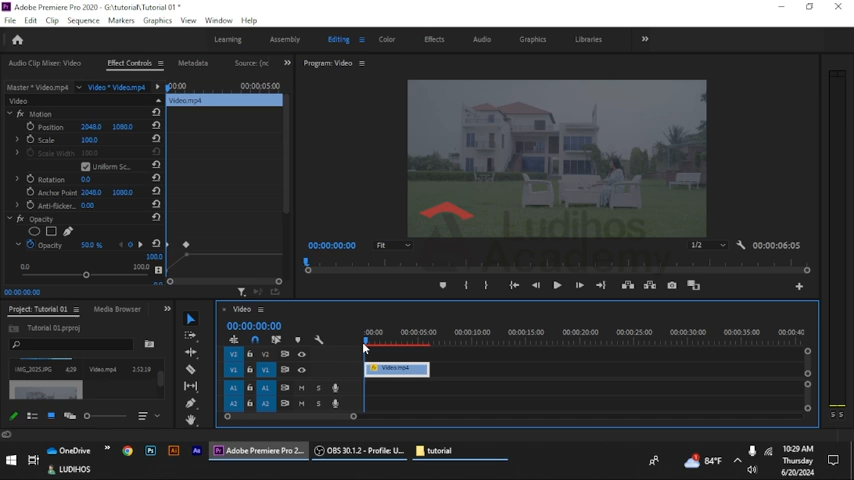 Adobe Premiere Pro 2020 - G:\tutorial\Tutorial 01 *
File Edit Clip Sequence Markers Graphics View Window Help
Learning Assembly Editing Color Effects Audio Graphics Libraries
Audio Clip Mixer: Video Effect Controls Metadata Source: (nc
Program: Video
Master * Video.mp4 Video * Video.mp4 :00:00 00:00:05:00
Video Video.mp4
Motion
Position 2048.0 1080.0
Scale 100.0
Scale Width 100.0
Uniform Sc...
Rotation 0.0
Anchor Point 2048.0 1080.0
Anti-flicker... 0.00
Opacity
Opacity 50.0 %
100.0
0.0 100.0
00:00:00:00
Ludihos
Academy
00:00:00:00 Fit 1/2 00:00:06:05
Project: Tutorial 01 Media Browser
Tutorial 01.prproj
IMG_2025.JPG 4:29 Video.mp4 2:52:19
Video
00:00:00:00
:00:00 00:00:05:00 00:00:10:00 00:00:15:00 00:00:20:00 00:00:25:00 00:00:30:00 00:00:35:00 00:00:40
V2 V2
V1 V1 fx Video.mp4
A1 A1 M S
A2 A2 M S
S S
OneDrive Adobe Premiere Pro 2... OBS 30.1.2 - Profile: U... tutorial
LUDIHOS
84°F
10:29 AM
Thursday
6/20/2024